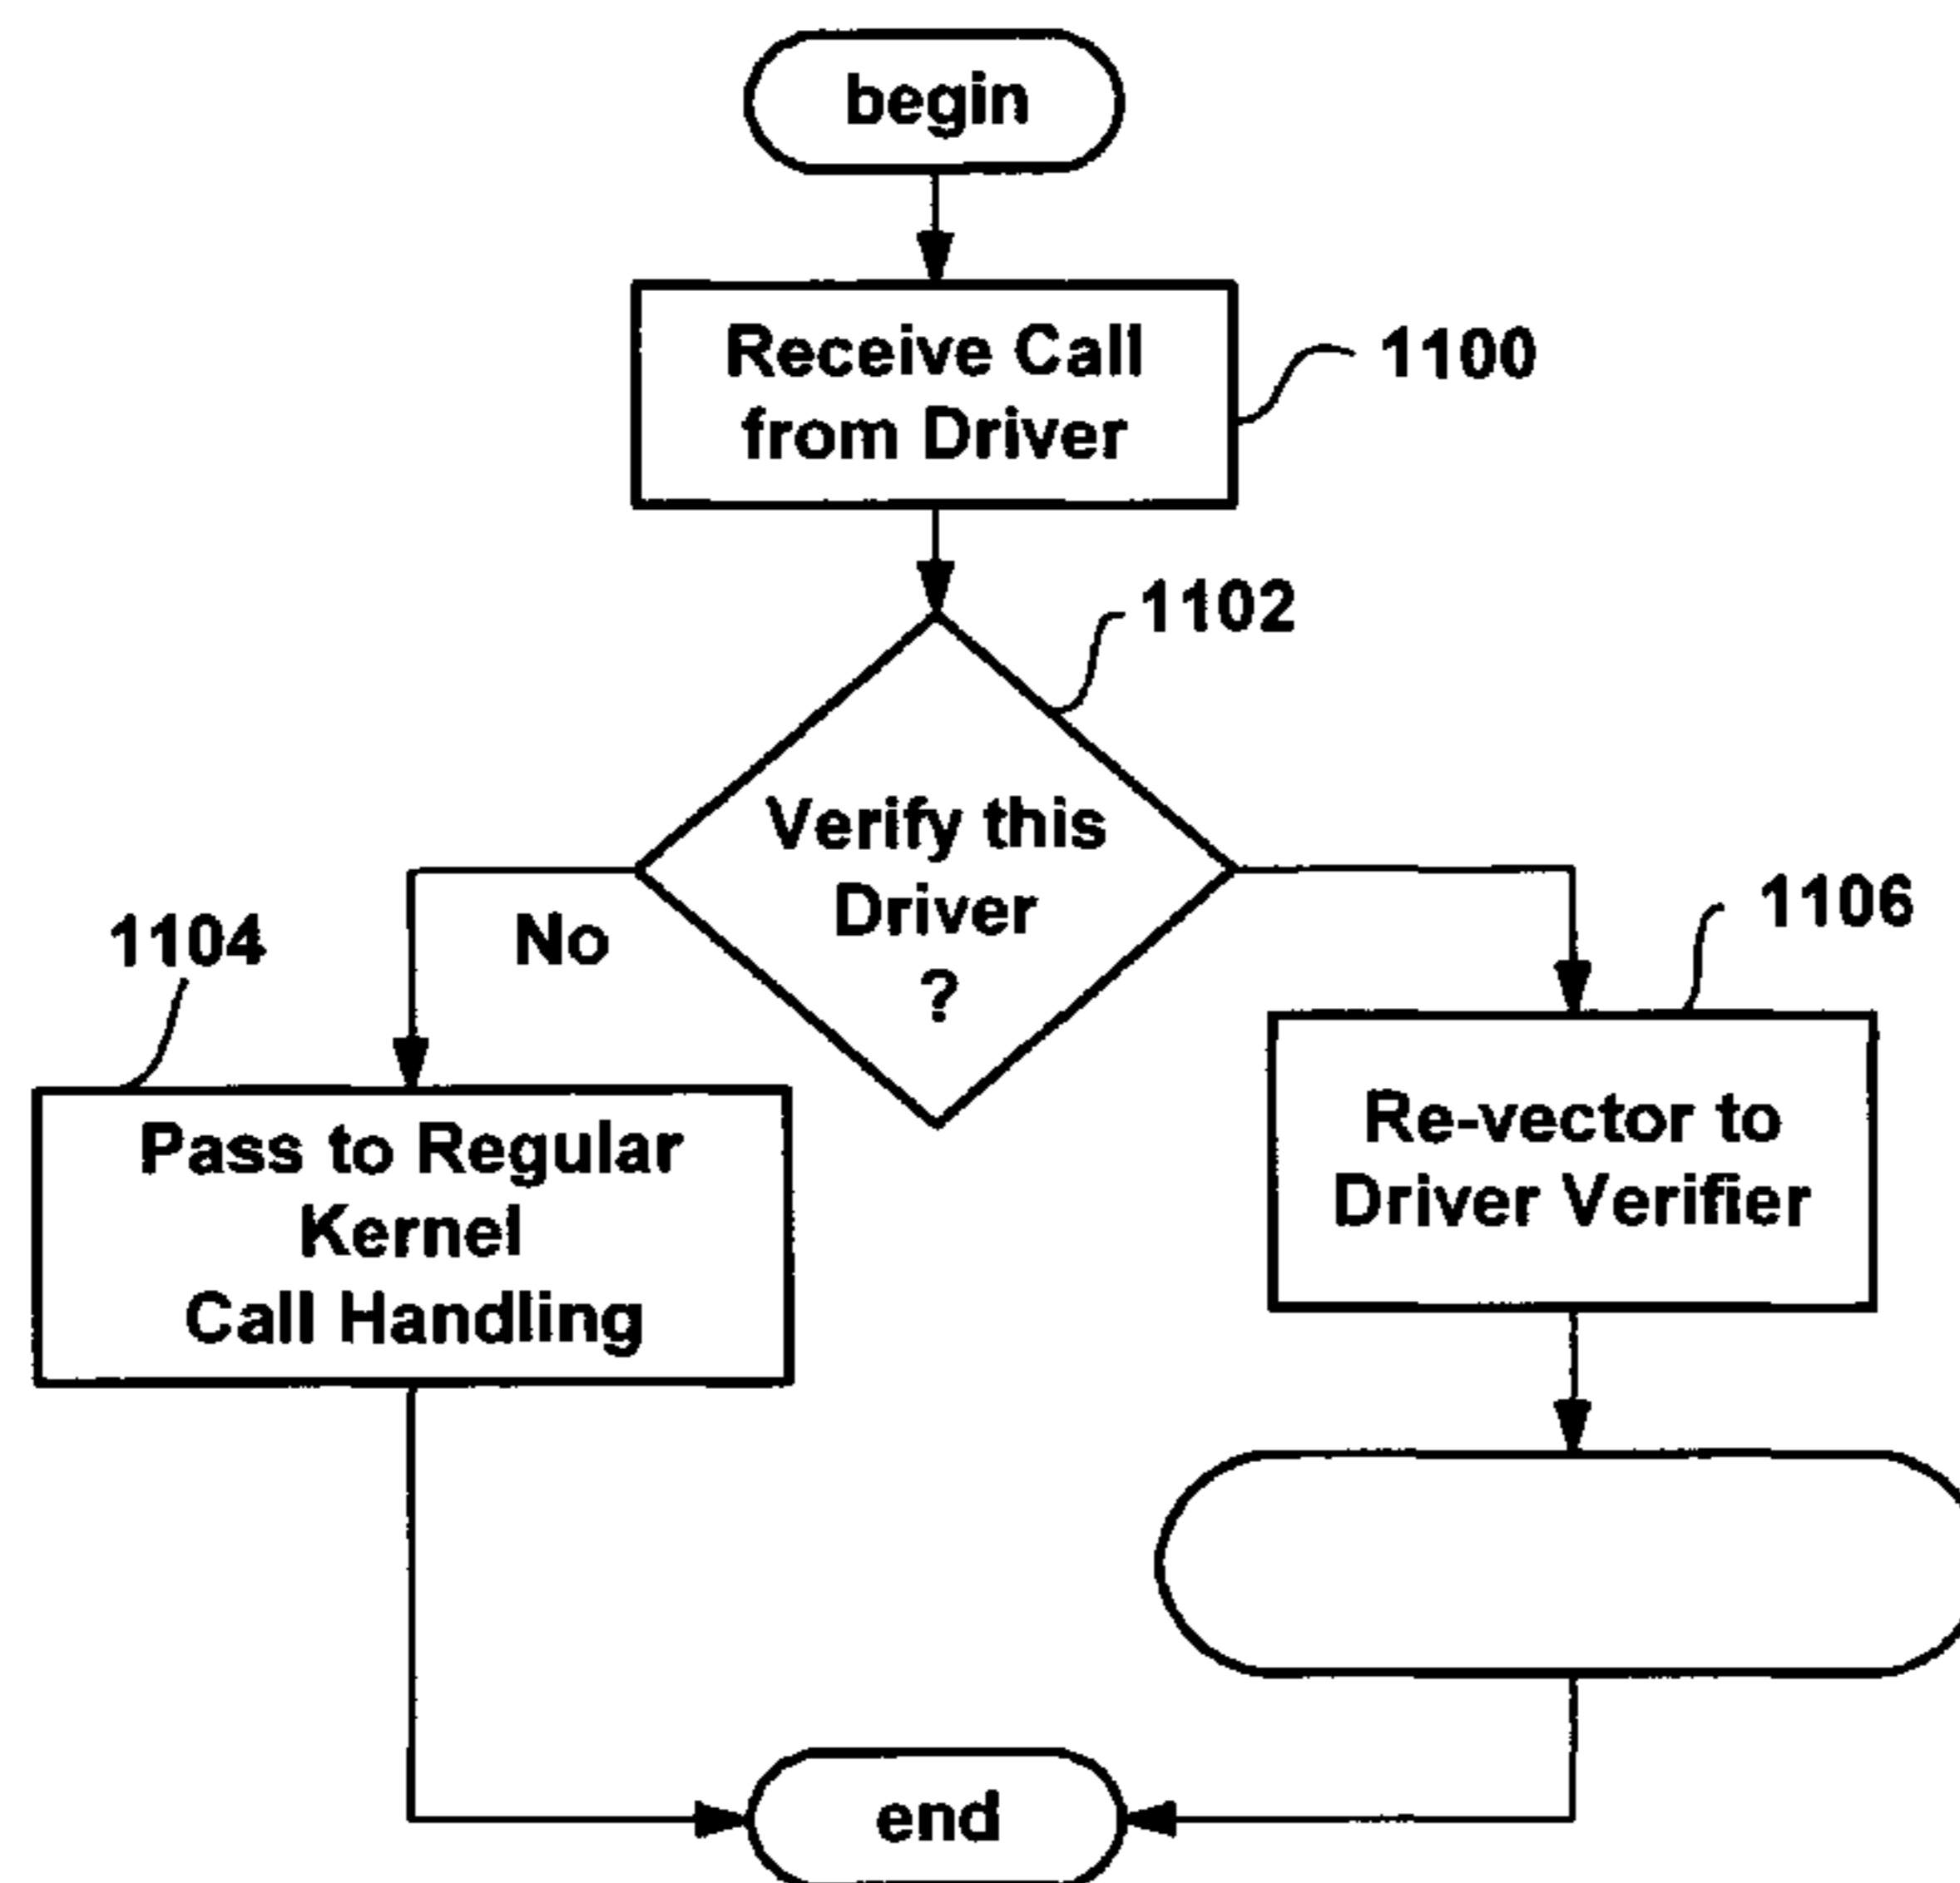 begin
Receive Call
from Driver
1100
1102
Verify this
Driver
?
No
1104
1106
Pass to Regular
Kernel
Call Handling
Re-vector to
Driver Verifier
end